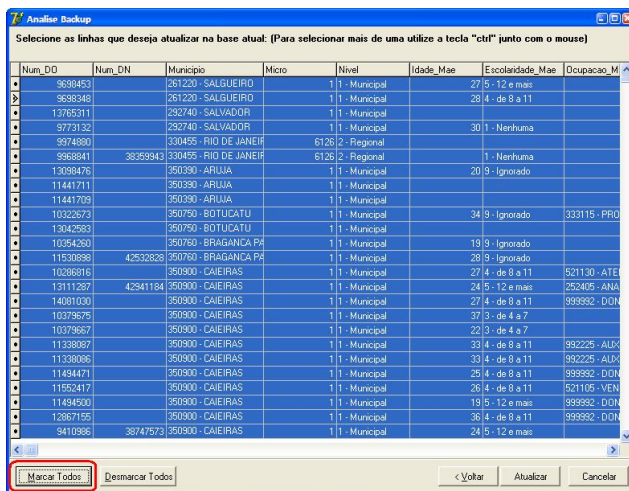 Analise Backup
Selecione as linhas que deseja atualizar na base atual: (Para selecionar mais de uma utilize a tecla "ctrl" junto com o mouse)
Num_DO Num_DN Municipio Micro Nivel Idade_Mae Escolaridade_Mae Ocupacao_M
9698453 261220 - SALGUEIRO 1 1 - Municipal 27 5 - 12 e mais
9698348 261220 - SALGUEIRO 1 1 - Municipal 28 4 - de 8 a 11
13765311 292740 - SALVADOR 1 1 - Municipal
9773132 292740 - SALVADOR 1 1 - Municipal 30 1 - Nenhuma
9974880 330455 - RIO DE JANEIR 6126 2 - Regional
9968841 38359943 330455 - RIO DE JANEIR 6126 2 - Regional 1 - Nenhuma
13098476 350390 - ARUJA 1 1 - Municipal 20 9 - Ignorado
11441711 350390 - ARUJA 1 1 - Municipal
11441709 350390 - ARUJA 1 1 - Municipal
10322673 350750 - BOTUCATU 1 1 - Municipal 34 9 - Ignorado 333115 - PRO
13042583 350750 - BOTUCATU 1 1 - Municipal
10354260 350760 - BRAGANCA PA 1 1 - Municipal 19 9 - Ignorado
11530898 42532828 350760 - BRAGANCA PA 1 1 - Municipal 28 9 - Ignorado
10286816 350900 - CAIEIRAS 1 1 - Municipal 27 4 - de 8 a 11 521130 - ATEI
13111287 42941184 350900 - CAIEIRAS 1 1 - Municipal 24 5 - 12 e mais 252405 - ANA
14081030 350900 - CAIEIRAS 1 1 - Municipal 27 4 - de 8 a 11 999992 - DON
10379675 350900 - CAIEIRAS 1 1 - Municipal 37 3 - de 4 a 7
10379667 350900 - CAIEIRAS 1 1 - Municipal 22 3 - de 4 a 7
11338087 350900 - CAIEIRAS 1 1 - Municipal 33 4 - de 8 a 11 992225 - AUX
11338086 350900 - CAIEIRAS 1 1 - Municipal 33 4 - de 8 a 11 992225 - AUX
11494471 350900 - CAIEIRAS 1 1 - Municipal 25 4 - de 8 a 11 999992 - DON
11552417 350900 - CAIEIRAS 1 1 - Municipal 26 4 - de 8 a 11 521105 - VEN
11494500 350900 - CAIEIRAS 1 1 - Municipal 19 5 - 12 e mais 999992 - DON
12867155 350900 - CAIEIRAS 1 1 - Municipal 36 4 - de 8 a 11 999992 - DON
9410986 38747573 350900 - CAIEIRAS 1 1 - Municipal 24 5 - 12 e mais
Marcar Todos Desmarcar Todos < Voltar Atualizar Cancelar